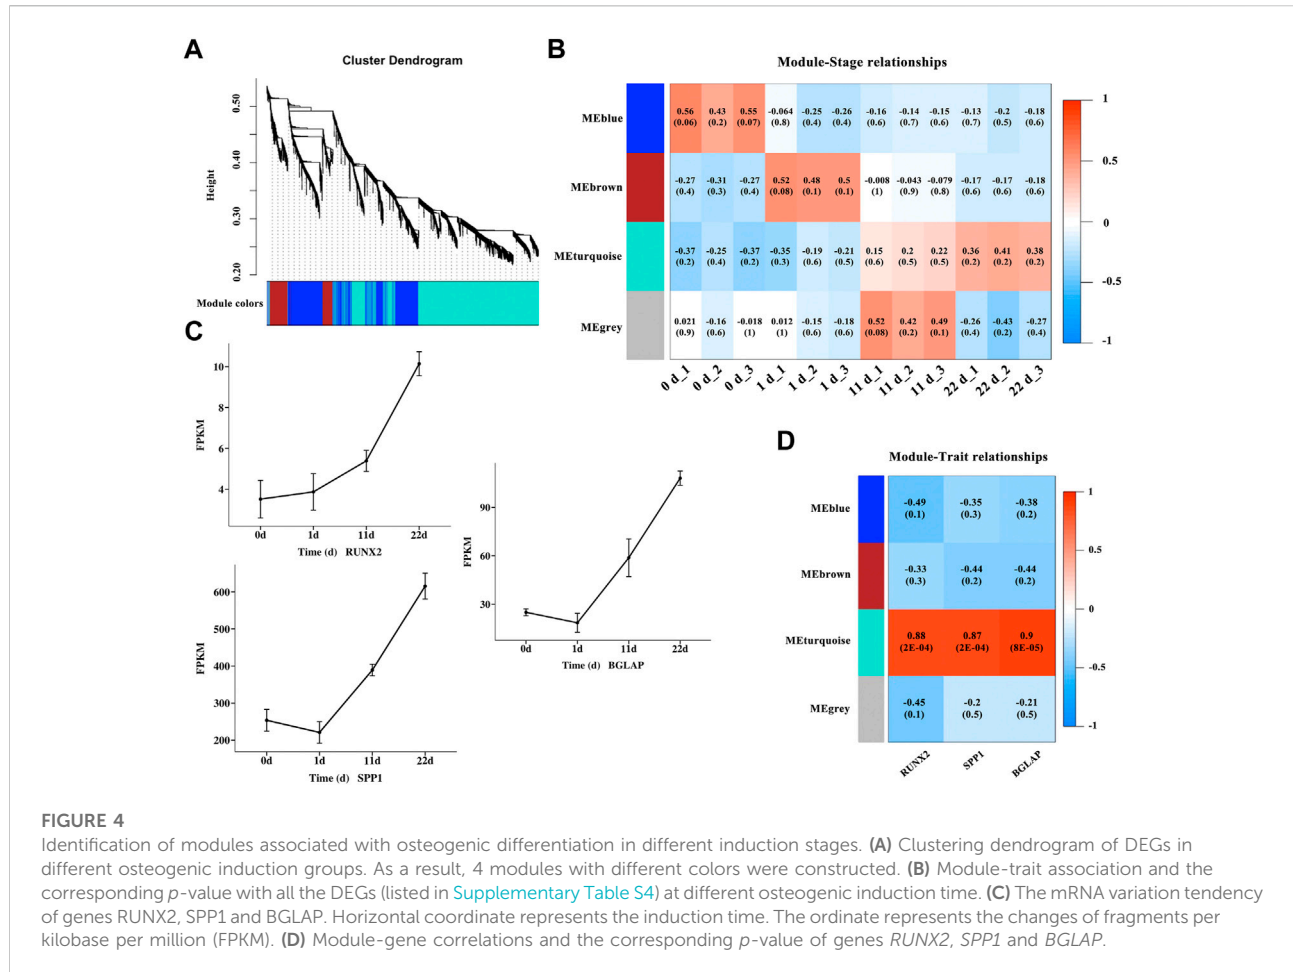 A
Cluster Dendrogram
Height
0.50
0.40
0.30
0.20
Module colors
B
Module-Stage relationships
MEblue
0.56 0.43 0.55 -0.064 -0.25 -0.26 -0.16 -0.14 -0.15 -0.13 -0.2 -0.18
(0.06) (0.2) (0.07) (0.8) (0.4) (0.4) (0.6) (0.7) (0.6) (0.7) (0.5) (0.6)
MEbrown
-0.27 -0.31 -0.27 0.52 0.48 0.5 -0.008 -0.043 -0.079 -0.17 -0.17 -0.18
(0.4) (0.3) (0.4) (0.08) (0.1) (0.1) (1) (0.9) (0.8) (0.6) (0.6) (0.6)
MEturquoise
-0.37 -0.25 -0.37 -0.35 -0.19 -0.21 0.15 0.2 0.22 0.36 0.41 0.38
(0.2) (0.4) (0.2) (0.3) (0.6) (0.5) (0.6) (0.5) (0.5) (0.2) (0.2) (0.2)
MEgrey
0.021 -0.16 -0.018 0.012 -0.15 -0.18 0.52 0.42 0.49 -0.26 -0.43 -0.27
(0.9) (0.6) (1) (1) (0.6) (0.6) (0.08) (0.2) (0.1) (0.4) (0.2) (0.4)
0 d_1 0 d_2 0 d_3 1 d_1 1 d_2 1 d_3 11 d_1 11 d_2 11 d_3 22 d_1 22 d_2 22 d_3
1
0.5
0
-0.5
-1
C
FPKM
10
8
6
4
0d 1d 11d 22d
Time (d) RUNX2
FPKM
600
500
400
300
200
0d 1d 11d 22d
Time (d) SPP1
FPKM
90
60
30
0d 1d 11d 22d
Time (d) BGLAP
D
Module-Trait relationships
MEblue
-0.49 -0.35 -0.38
(0.1) (0.3) (0.2)
MEbrown
-0.33 -0.44 -0.44
(0.3) (0.2) (0.2)
MEturquoise
0.88 0.87 0.9
(2E-04) (2E-04) (8E-05)
MEgrey
-0.45 -0.2 -0.21
(0.1) (0.5) (0.5)
RUNX2 SPP1 BGLAP
1
0.5
0
-0.5
-1
FIGURE 4
Identification of modules associated with osteogenic differentiation in different induction stages. (A) Clustering dendrogram of DEGs in
different osteogenic induction groups. As a result, 4 modules with different colors were constructed. (B) Module-trait association and the
corresponding p-value with all the DEGs (listed in Supplementary Table S4) at different osteogenic induction time. (C) The mRNA variation tendency
of genes RUNX2, SPP1 and BGLAP. Horizontal coordinate represents the induction time. The ordinate represents the changes of fragments per
kilobase per million (FPKM). (D) Module-gene correlations and the corresponding p-value of genes RUNX2, SPP1 and BGLAP.